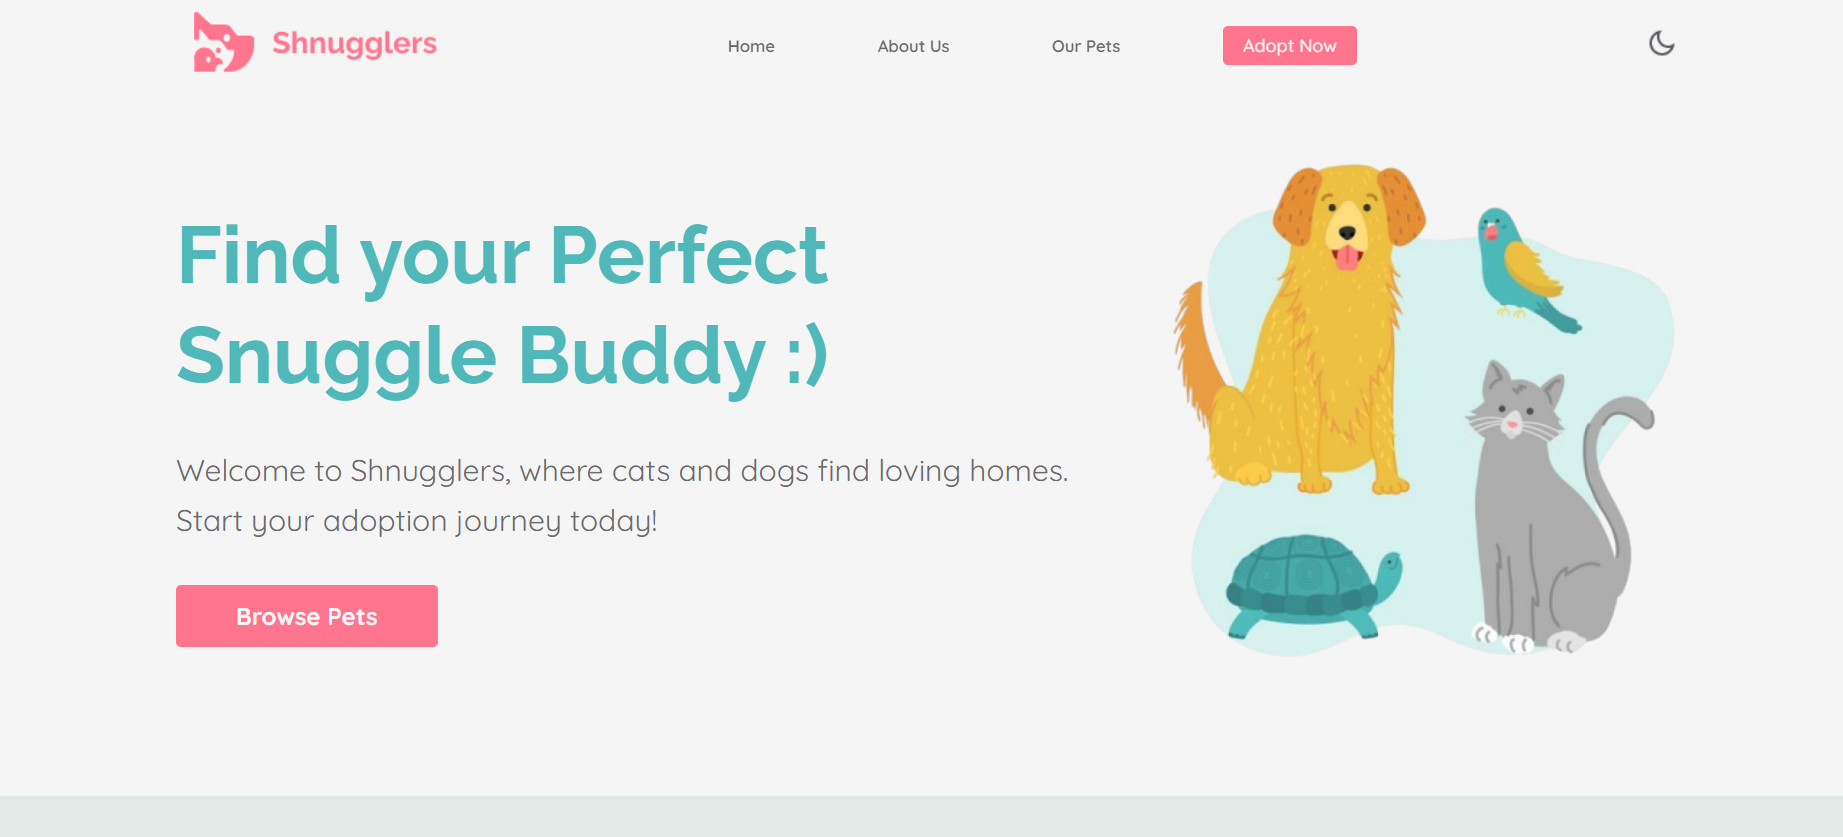 Shnugglers
Home
About Us
Our Pets
Adopt Now
Find your Perfect
Snuggle Buddy :)
Welcome to Shnugglers, where cats and dogs find loving homes.
Start your adoption journey today!
Browse Pets